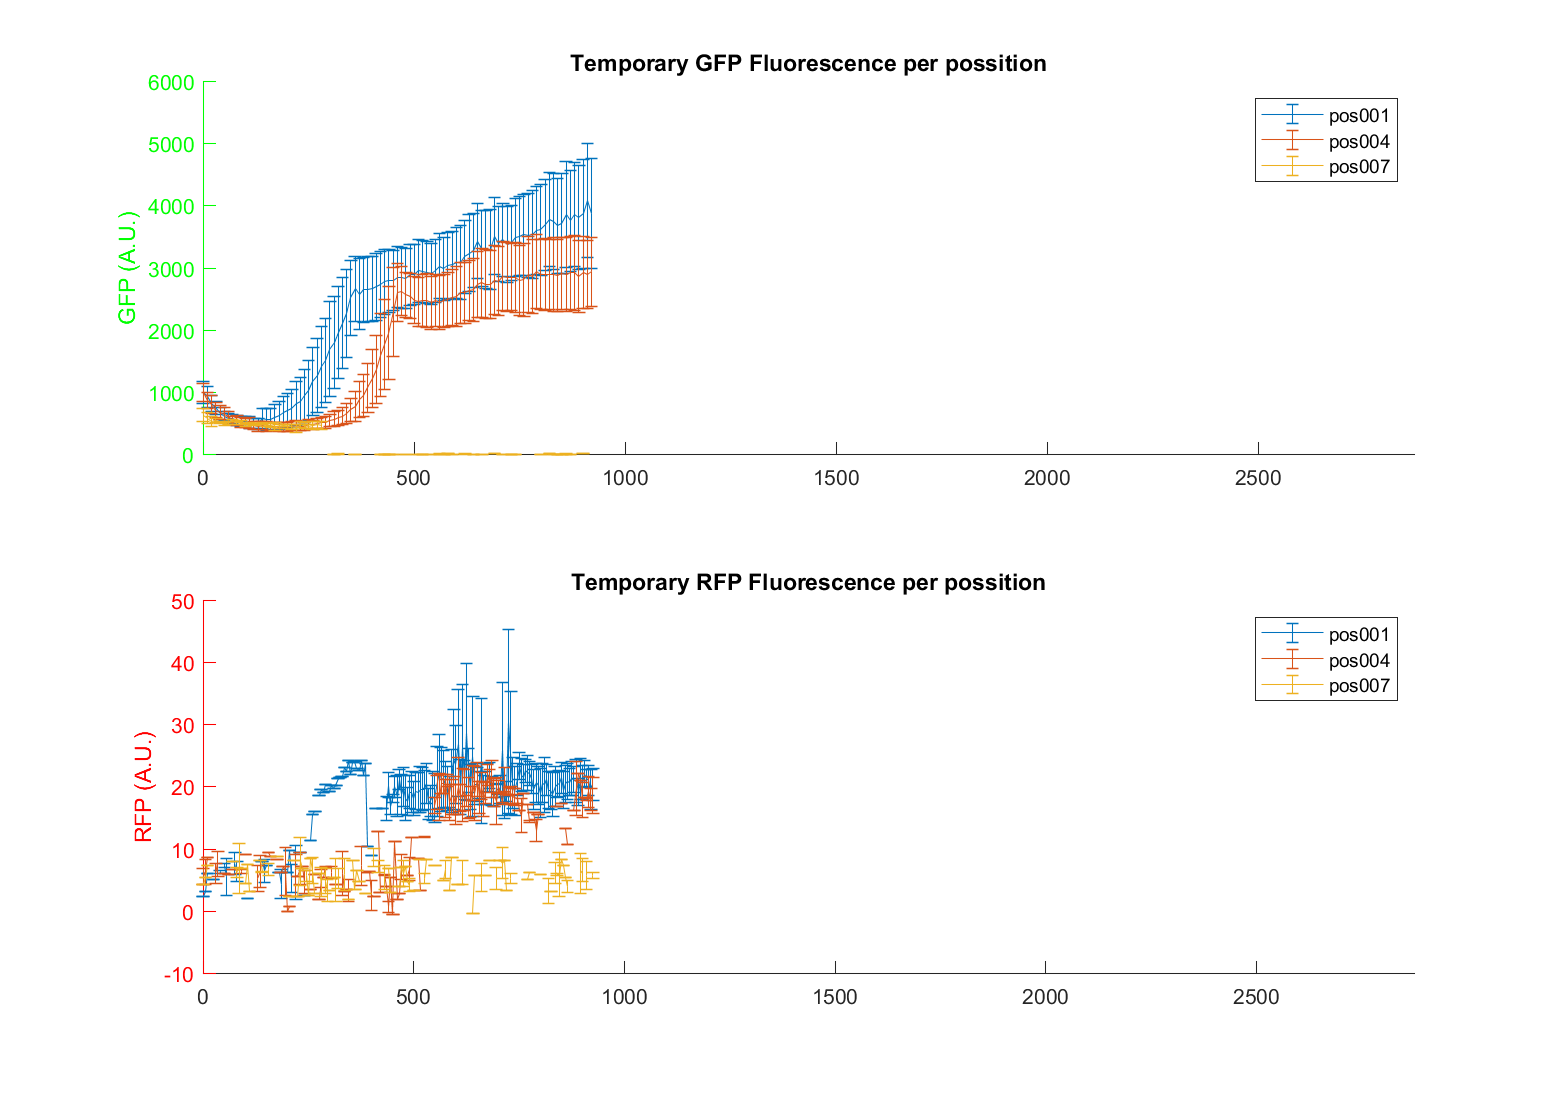 Temporary GFP Fluorescence per possition
GFP (A.U.)
6000
5000
4000
3000
2000
1000
0
0 500 1000 1500 2000 2500
pos001
pos004
pos007
Temporary RFP Fluorescence per possition
RFP (A.U.)
50
40
30
20
10
0
-10
0 500 1000 1500 2000 2500
pos001
pos004
pos007